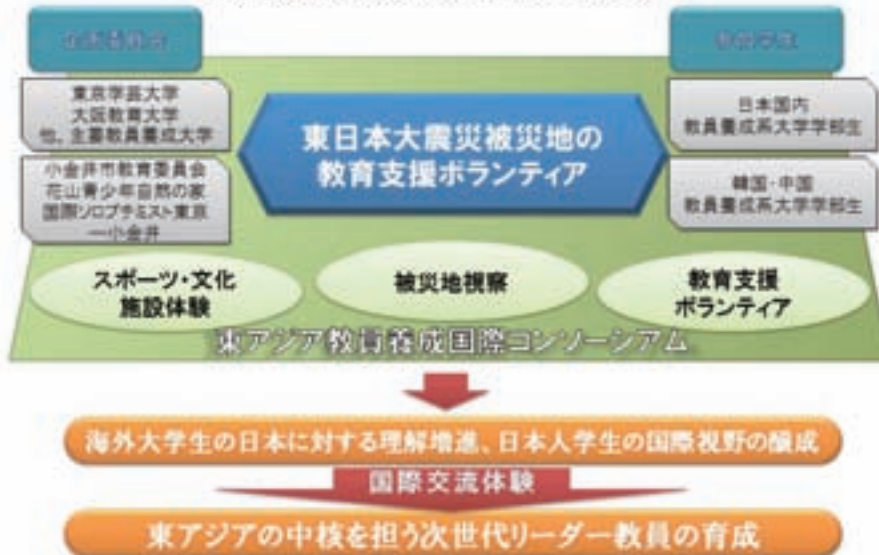 企画委員会
参加学生
東京学芸大学
大阪教育大学
他、主要教員養成大学
小金井市教育委員会
花山青少年自然の家
国際ソロプチミスト東京
―小金井
東日本大震災被災地の
教育支援ボランティア
日本国内
教員養成系大学学部生
韓国・中国
教員養成系大学学部生
スポーツ・文化
施設体験
被災地視察
教育支援
ボランティア
東アジア教員養成国際コンソーシアム
海外大学生の日本に対する理解増進、日本人学生の国際視野の醸成
国際交流体験
東アジアの中核を担う次世代リーダー教員の育成